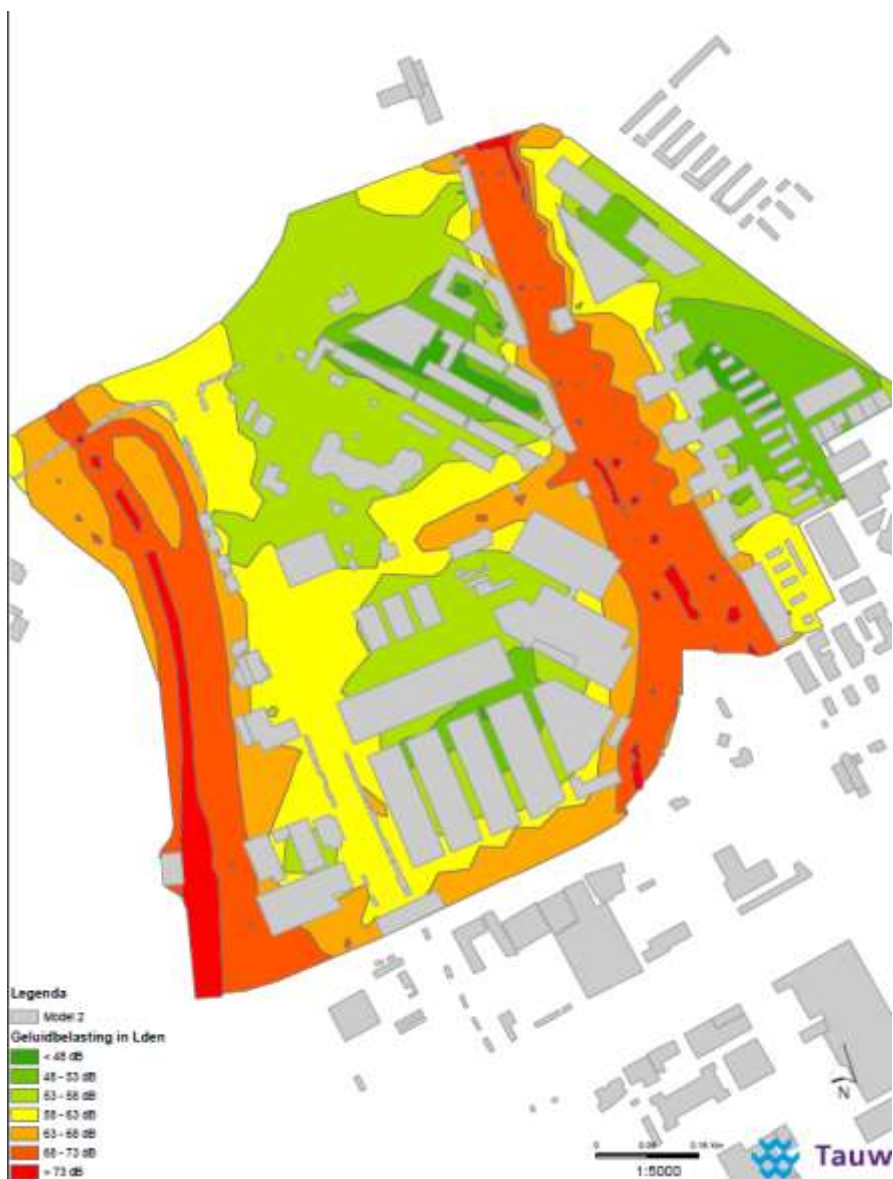 Legenda
Model 2
Geluidbelasting in Lden
< 48 dB
48 - 53 dB
53 - 58 dB
58 - 63 dB
63 - 68 dB
68 - 73 dB
> 73 dB
N
1:5000
Tauw